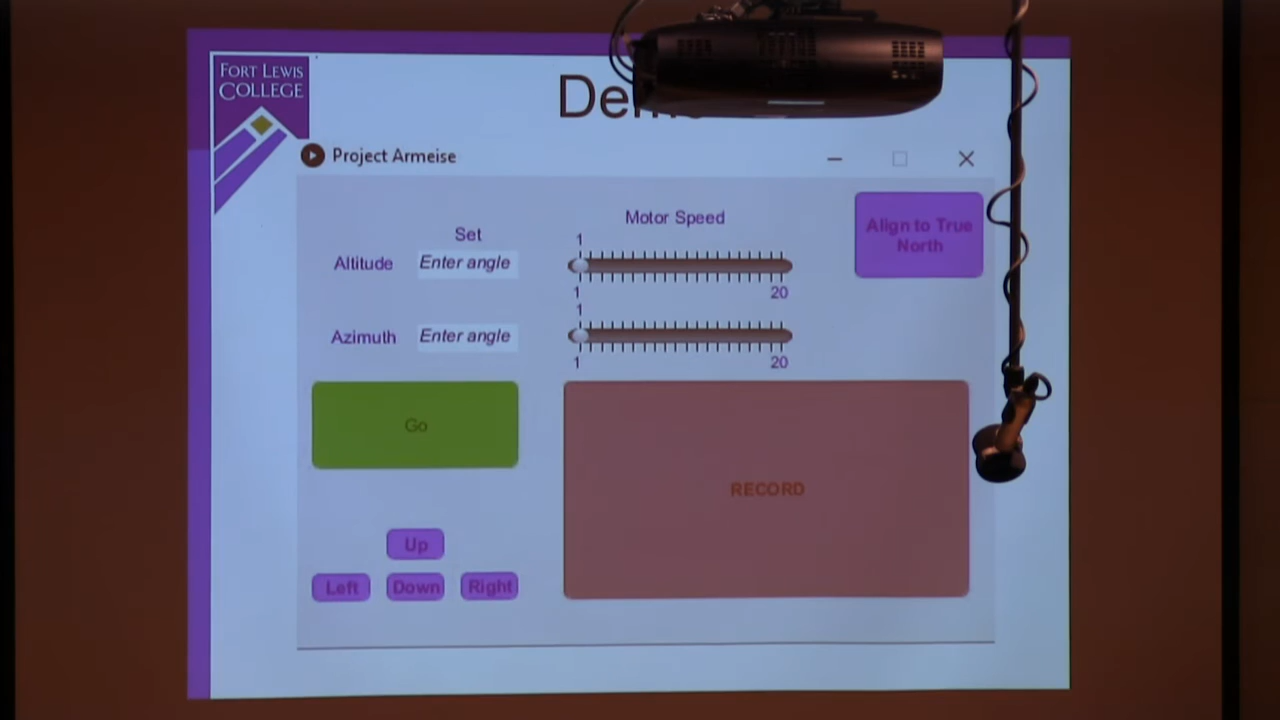 FORT LEWIS
COLLEGE
Project Armeise
Motor Speed
Set
1
Altitude
Enter angle
1
20
Align to True
North
1
Azimuth
Enter angle
1
20
Go
RECORD
Up
Left
Down
Right